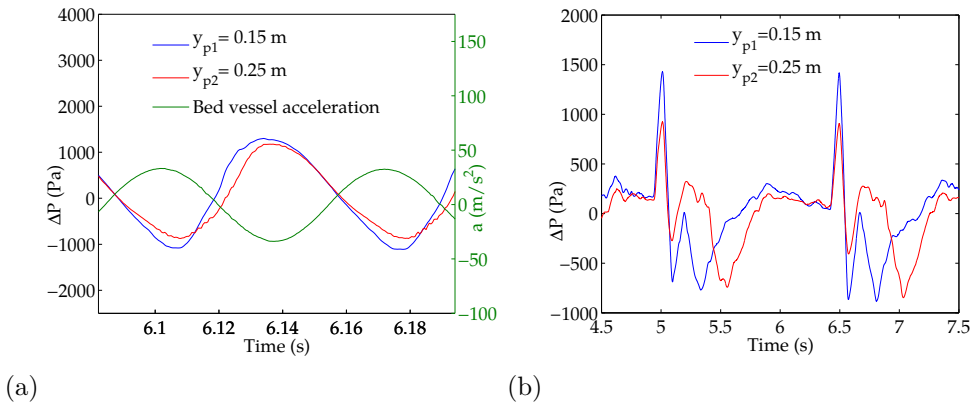 (a)
4000
3000
2000
1000
0
−1000
−2000
ΔP (Pa)
y_p1= 0.15 m
y_p2= 0.25 m
Bed vessel acceleration
150
100
50
0
−50
−100
a (m/s²)
6.1
6.12
6.14
6.16
6.18
Time (s)
(b)
2000
1500
1000
500
0
−500
−1000
ΔP (Pa)
y_p1=0.15 m
y_p2=0.25 m
4.5
5
5.5
6
6.5
7
7.5
Time (s)